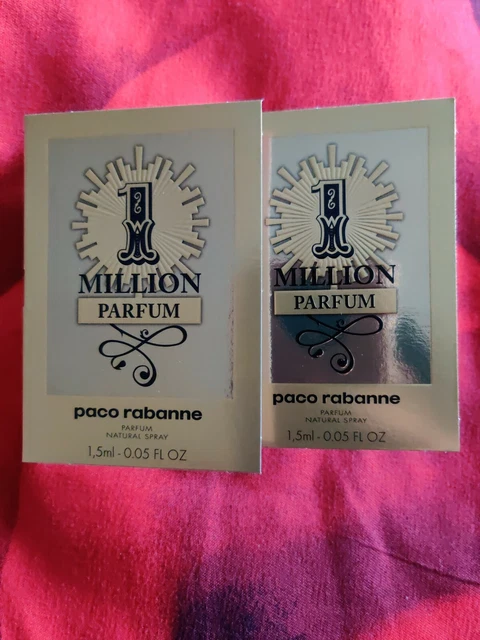 1
MILLION
PARFUM
paco rabanne
PARFUM
NATURAL SPRAY
1,5ml - 0.05 FL OZ
1
MILLION
PARFUM
paco rabanne
PARFUM
NATURAL SPRAY
1,5ml - 0.05 FL OZ